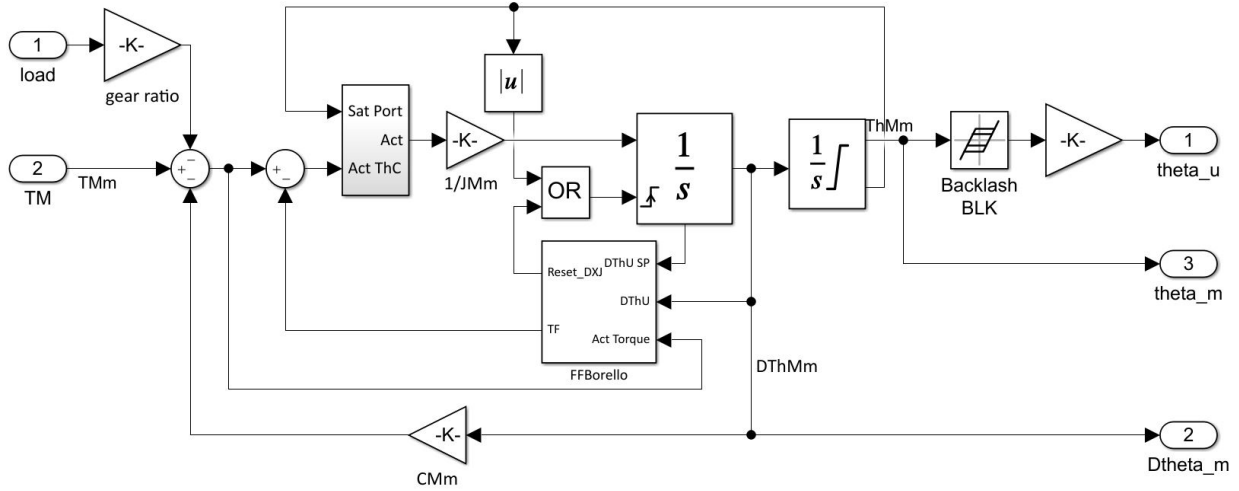 1
load
-K-
gear ratio
2
TM
TMm
+
−
−
+
−
Sat Port
Act
Act ThC
-K-
1/JMm
|u|
OR
1
s
1
s
ThMm
Backlash
BLK
-K-
1
theta_u
3
theta_m
Reset_DXJ
DThU SP
DThU
TF
Act Torque
FFBorello
DThMm
-K-
CMm
2
Dtheta_m